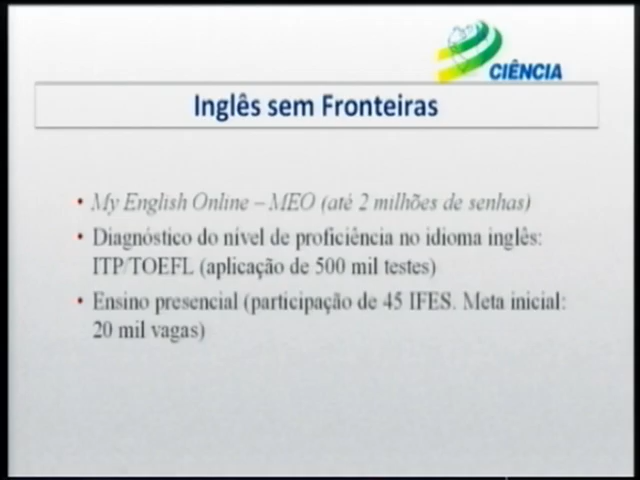 CIÊNCIA
Inglês sem Fronteiras
• My English Online – MEO (até 2 milhões de senhas)
• Diagnóstico do nível de proficiência no idioma inglês:
ITP/TOEFL (aplicação de 500 mil testes)
• Ensino presencial (participação de 45 IFES. Meta inicial:
20 mil vagas)